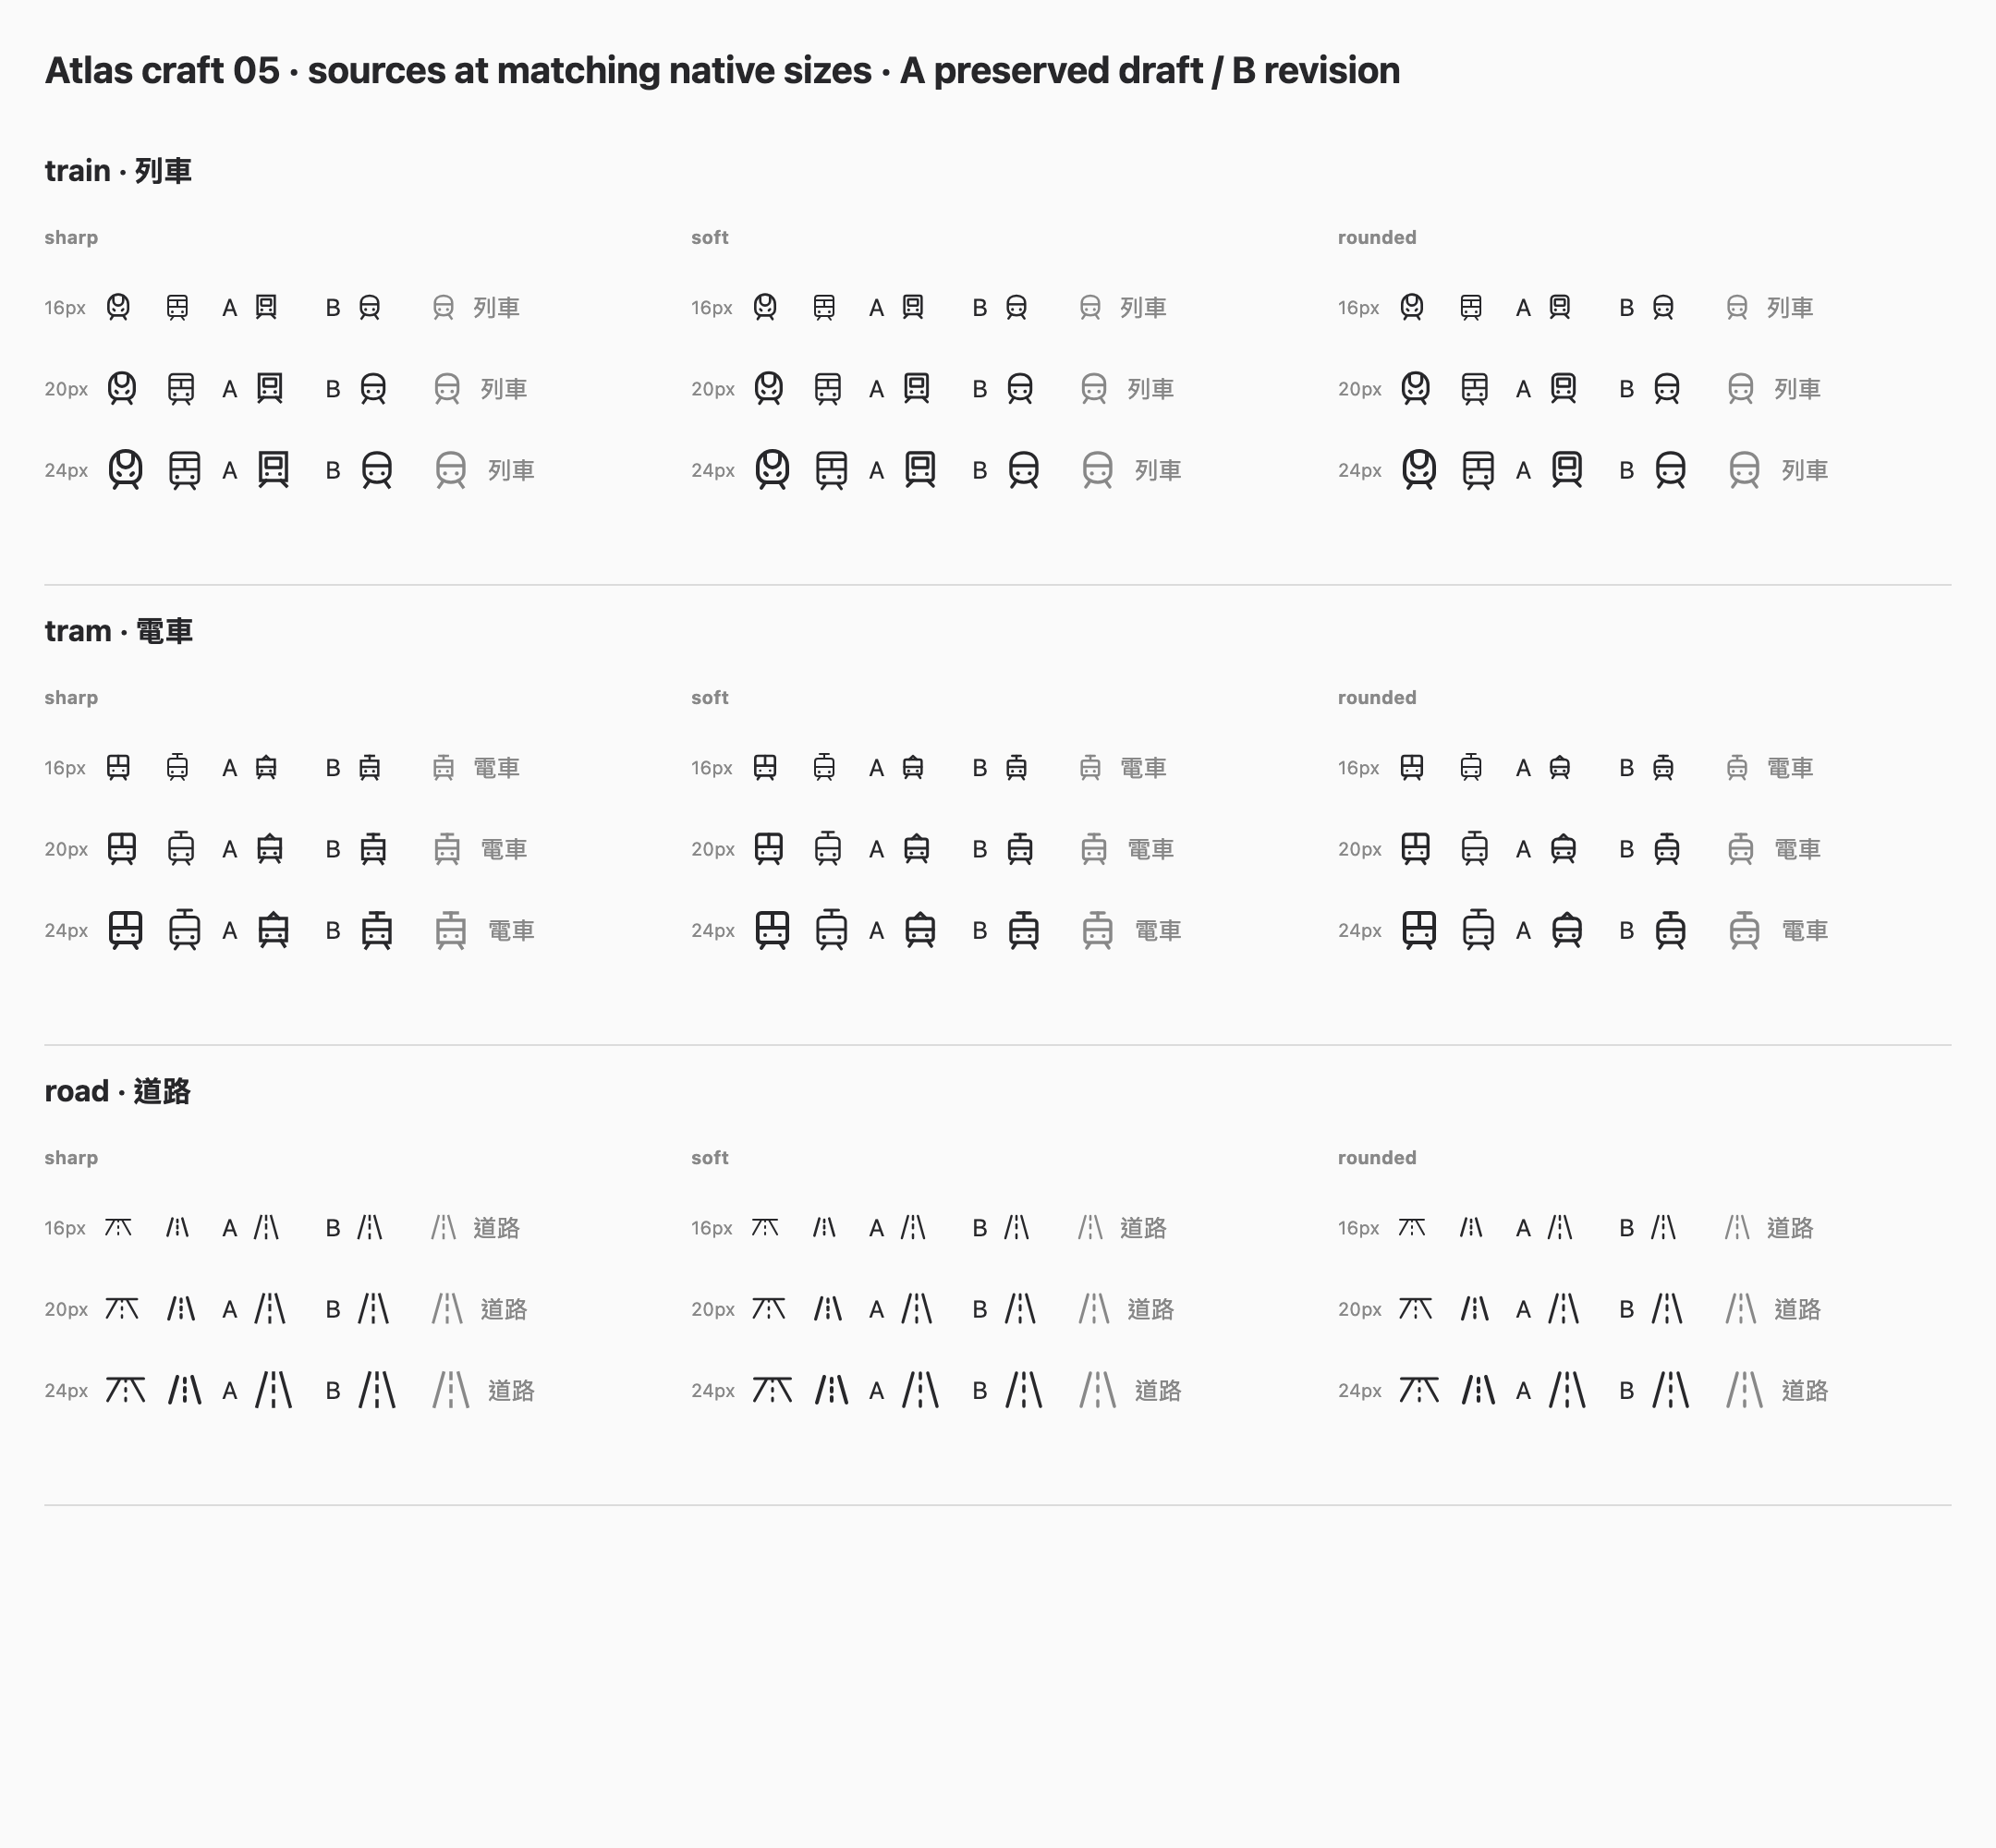 Atlas craft 05 · sources at matching native sizes · A preserved draft / B revision
train · 列車
sharp soft rounded
16px A B 列車 16px A B 列車 16px A B 列車
20px A B 列車 20px A B 列車 20px A B 列車
24px A B 列車 24px A B 列車 24px A B 列車
tram · 電車
sharp soft rounded
16px A B 電車 16px A B 電車 16px A B 電車
20px A B 電車 20px A B 電車 20px A B 電車
24px A B 電車 24px A B 電車 24px A B 電車
road · 道路
sharp soft rounded
16px A B 道路 16px A B 道路 16px A B 道路
20px A B 道路 20px A B 道路 20px A B 道路
24px A B 道路 24px A B 道路 24px A B 道路